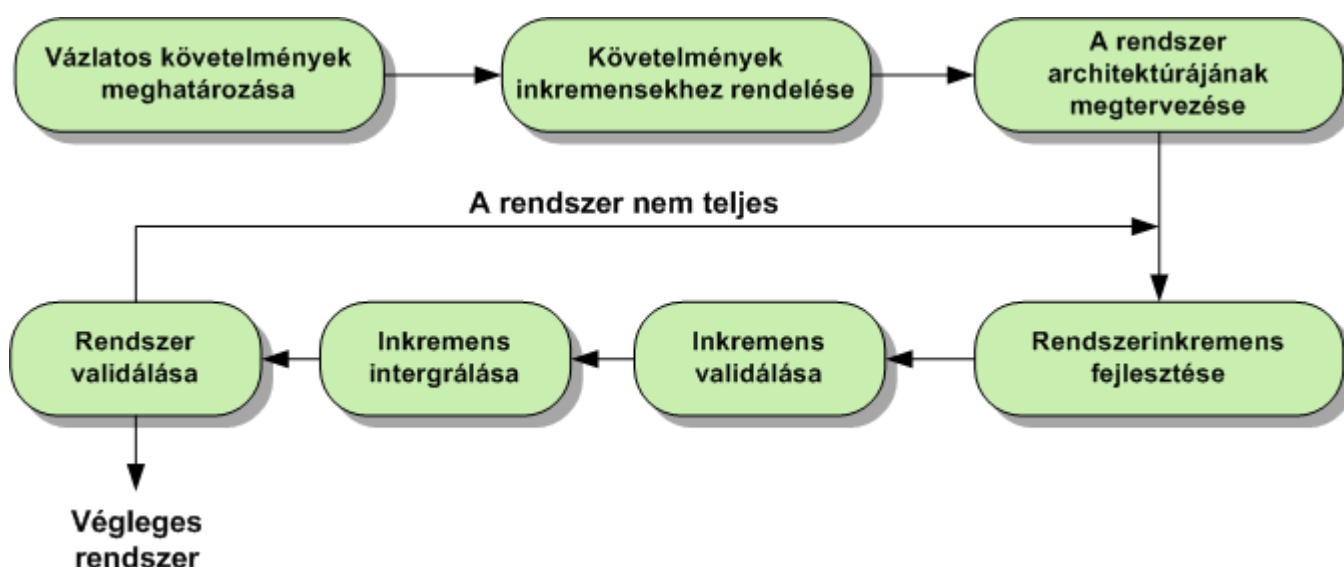 Vázlatos követelmények
meghatározása
Követelmények
inkremensekhez rendelése
A rendszer
architektúrájának
megtervezése
A rendszer nem teljes
Rendszer
validálása
Inkremens
intergrálása
Inkremens
validálása
Rendszerinkremens
fejlesztése
Végleges
rendszer